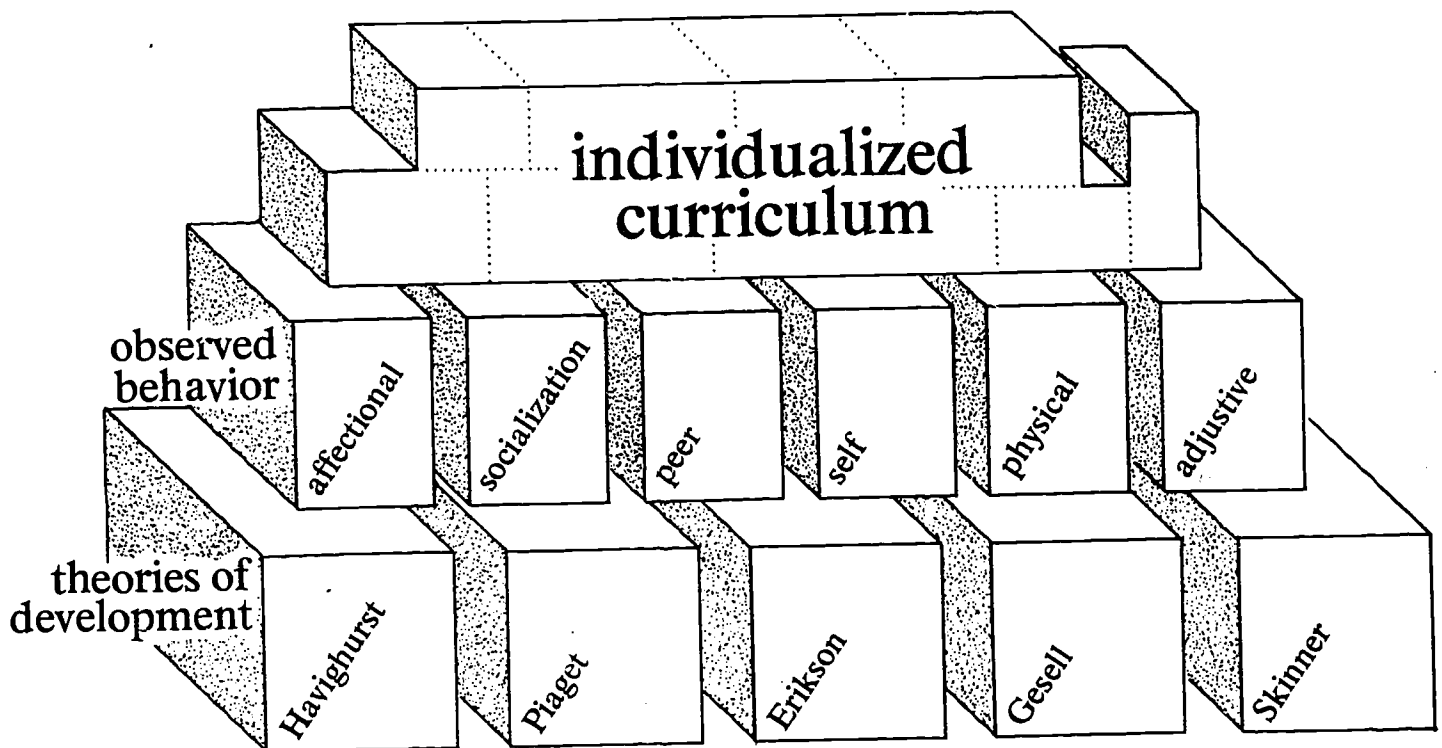 individualized
curriculum
observed
behavior
affectional
socialization
peer
self
physical
adjustive
theories of
development
Havighurst
Piaget
Erikson
Gesell
Skinner